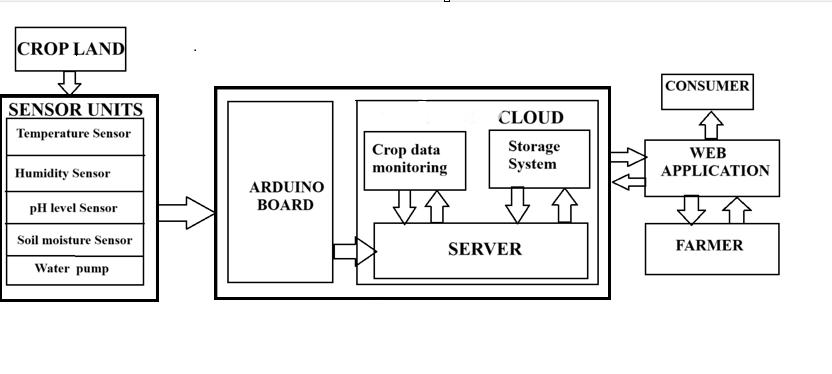 CROP LAND
SENSOR UNITS
Temperature Sensor
Humidity Sensor
pH level Sensor
Soil moisture Sensor
Water pump
ARDUINO
BOARD
CLOUD
Crop data
monitoring
Storage
System
SERVER
CONSUMER
WEB
APPLICATION
FARMER